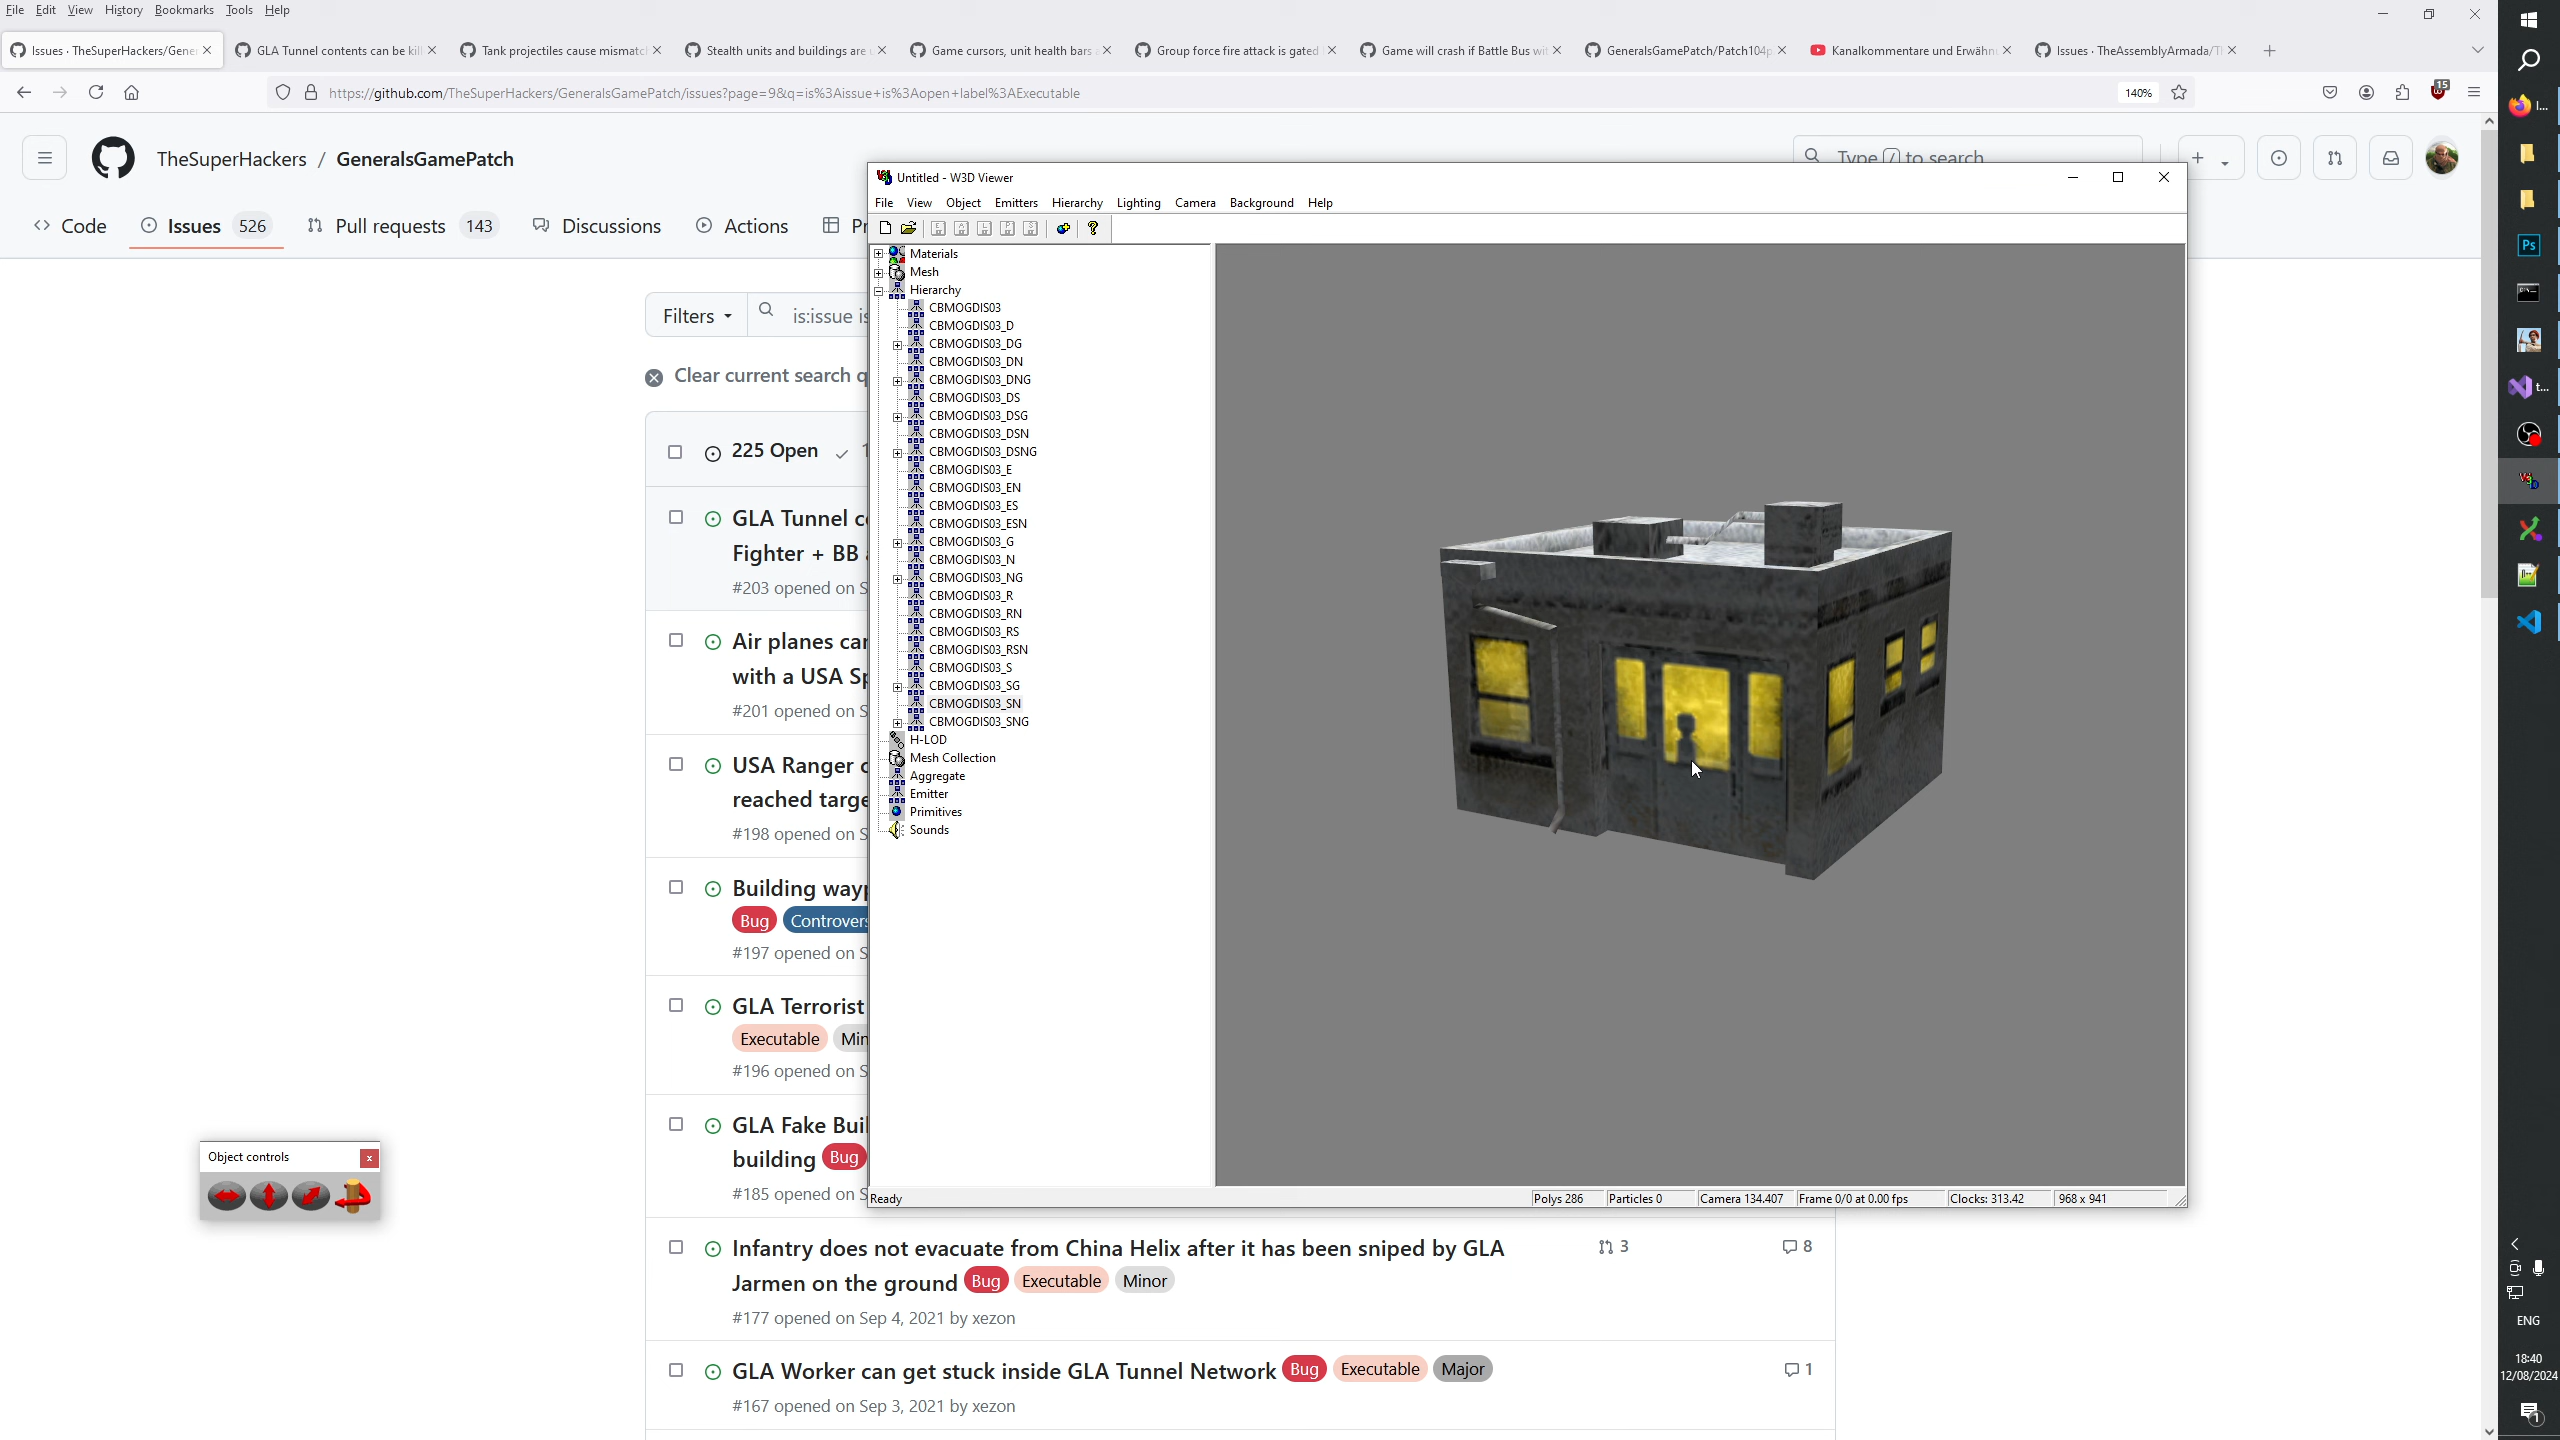 File Edit View History Bookmarks Tools Help
Issues · TheSuperHackers/Gener
GLA Tunnel contents can be kil
Tank projectiles cause mismatc
Stealth units and buildings are
Game cursors, unit health bars
Group force fire attack is gated
Game will crash if Battle Bus wi
GeneralsGamePatch/Patch104p
Kanalkommentare und Erwähn
Issues · TheAssemblyArmada/T
https://github.com/TheSuperHackers/GeneralsGamePatch/issues?page=9&q=is%3Aissue+is%3Aopen+label%3AExecutable
140%
15
TheSuperHackers / GeneralsGamePatch
Type / to search
Code
Issues 526
Pull requests 143
Discussions
Actions
Pr
Filters
is:issue is
Clear current search q
225 Open
GLA Tunnel co
Fighter + BB
#203 opened on S
Air planes car
with a USA Sp
#201 opened on S
USA Ranger c
reached targe
#198 opened on S
Building wayp
Bug Controvers
#197 opened on S
GLA Terrorist
Executable Min
#196 opened on S
GLA Fake Buil
building Bug
#185 opened on S
Infantry does not evacuate from China Helix after it has been sniped by GLA
Jarmen on the ground Bug Executable Minor
3
8
#177 opened on Sep 4, 2021 by xezon
GLA Worker can get stuck inside GLA Tunnel Network Bug Executable Major
1
#167 opened on Sep 3, 2021 by xezon
Untitled - W3D Viewer
File View Object Emitters Hierarchy Lighting Camera Background Help
Materials
Mesh
Hierarchy
CBMOGDIS03
CBMOGDIS03_D
CBMOGDIS03_DG
CBMOGDIS03_DN
CBMOGDIS03_DNG
CBMOGDIS03_DS
CBMOGDIS03_DSG
CBMOGDIS03_DSN
CBMOGDIS03_DSNG
CBMOGDIS03_E
CBMOGDIS03_EN
CBMOGDIS03_ES
CBMOGDIS03_ESN
CBMOGDIS03_G
CBMOGDIS03_N
CBMOGDIS03_NG
CBMOGDIS03_R
CBMOGDIS03_RN
CBMOGDIS03_RS
CBMOGDIS03_RSN
CBMOGDIS03_S
CBMOGDIS03_SG
CBMOGDIS03_SN
CBMOGDIS03_SNG
H-LOD
Mesh Collection
Aggregate
Emitter
Primitives
Sounds
Ready
Polys 286
Particles 0
Camera 134.407
Frame 0/0 at 0.00 fps
Clocks: 313.42
968 x 941
Object controls
Ps
ENG
18:40
12/08/2024
1